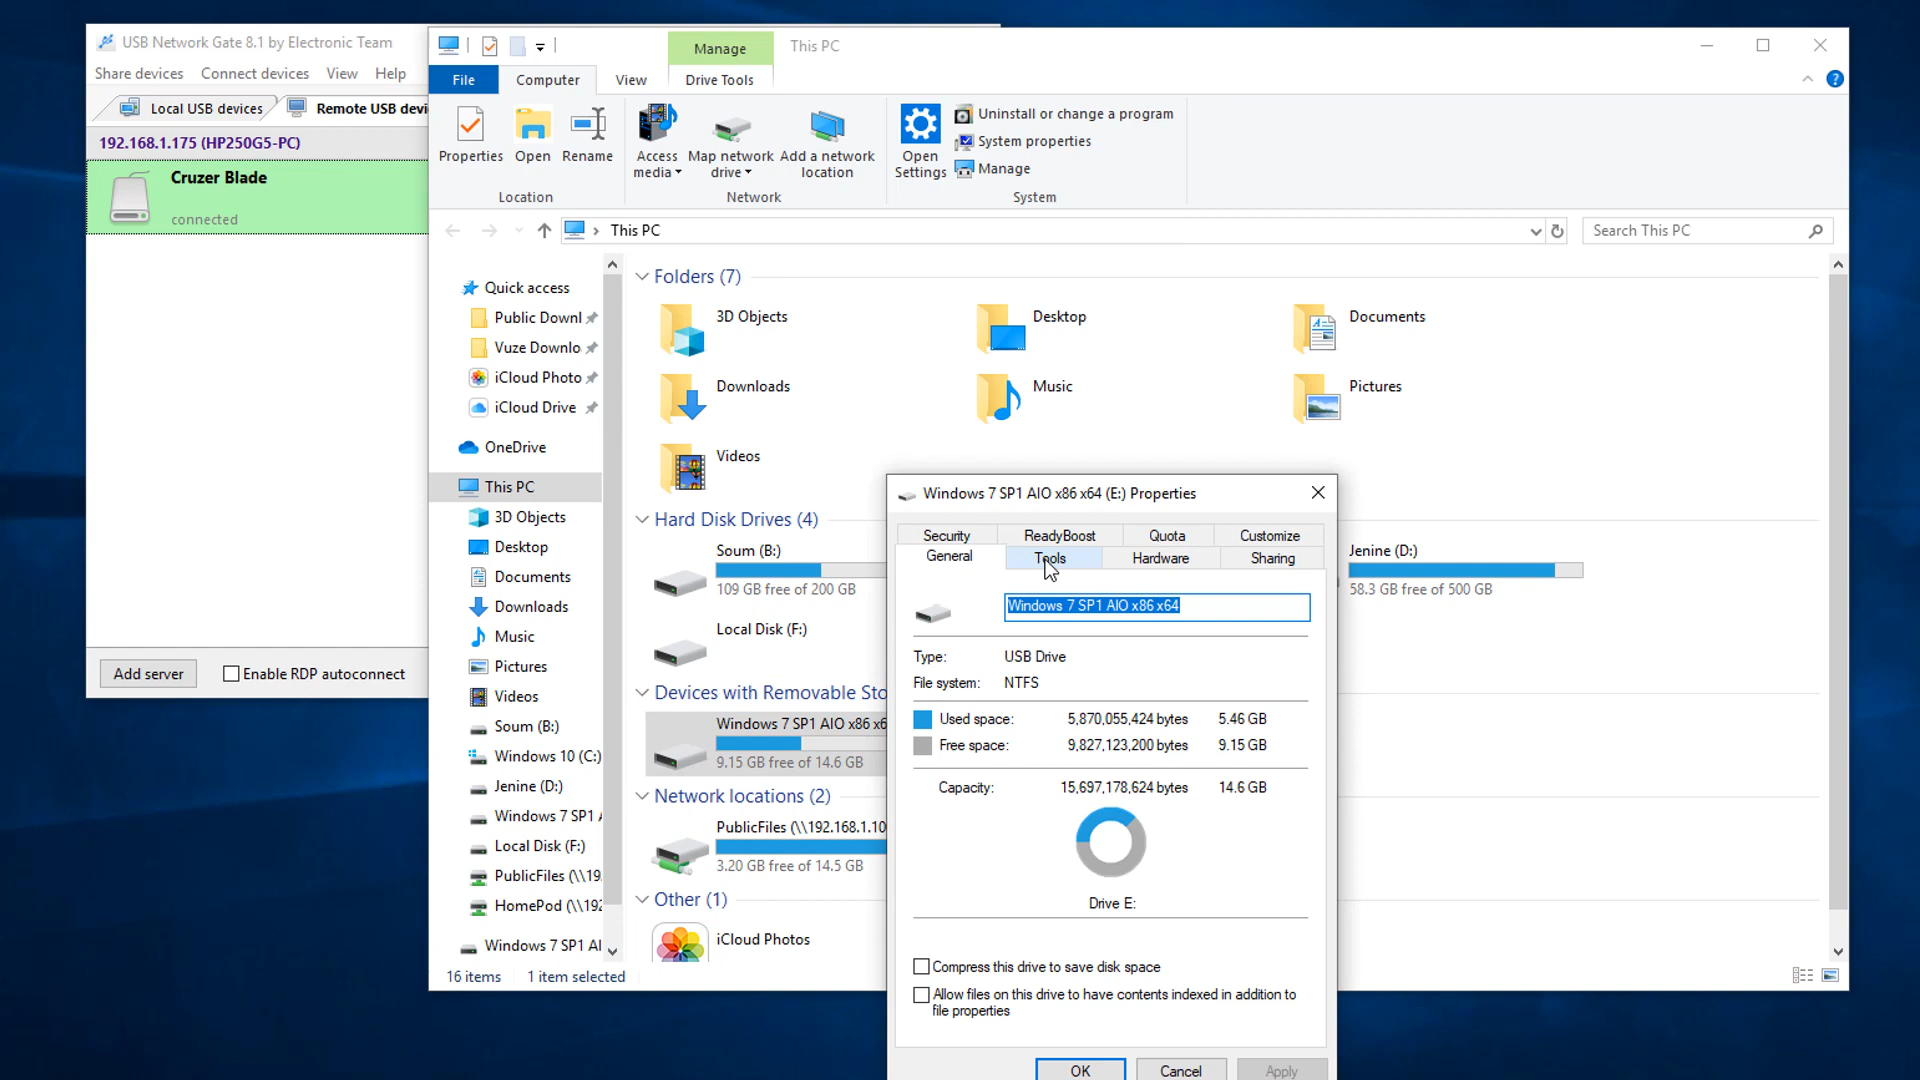 USB Network Gate 8.1 by Electronic Team
Share devices Connect devices View Help
Local USB devices Remote USB devi
192.168.1.175 (HP250G5-PC)
Cruzer Blade
connected
Add server Enable RDP autoconnect
Manage This PC
File Computer View Drive Tools
Properties Open Rename
Location
Access media Map network drive Add a network location
Network
Open Settings
Uninstall or change a program
System properties
Manage
System
This PC
Search This PC
Quick access
Public Downl
Vuze Downlo
iCloud Photo
iCloud Drive
OneDrive
This PC
3D Objects
Desktop
Documents
Downloads
Music
Pictures
Videos
Soum (B:)
Windows 10 (C:)
Jenine (D:)
Windows 7 SP1 A
Local Disk (F:)
PublicFiles (\\19
HomePod (\\192
Windows 7 SP1 AI
16 items 1 item selected
Folders (7)
3D Objects Desktop Documents
Downloads Music Pictures
Videos
Hard Disk Drives (4)
Soum (B:)
109 GB free of 200 GB
Jenine (D:)
58.3 GB free of 500 GB
Local Disk (F:)
Devices with Removable Sto
Windows 7 SP1 AIO x86 x6
9.15 GB free of 14.6 GB
Network locations (2)
PublicFiles (\\192.168.1.10
3.20 GB free of 14.5 GB
Other (1)
iCloud Photos
Windows 7 SP1 AIO x86 x64 (E:) Properties
Security ReadyBoost Quota Customize
General Tools Hardware Sharing
Windows 7 SP1 AIO x86 x64
Type: USB Drive
File system: NTFS
Used space: 5,870,055,424 bytes 5.46 GB
Free space: 9,827,123,200 bytes 9.15 GB
Capacity: 15,697,178,624 bytes 14.6 GB
Drive E:
Compress this drive to save disk space
Allow files on this drive to have contents indexed in addition to
file properties
OK Cancel Apply